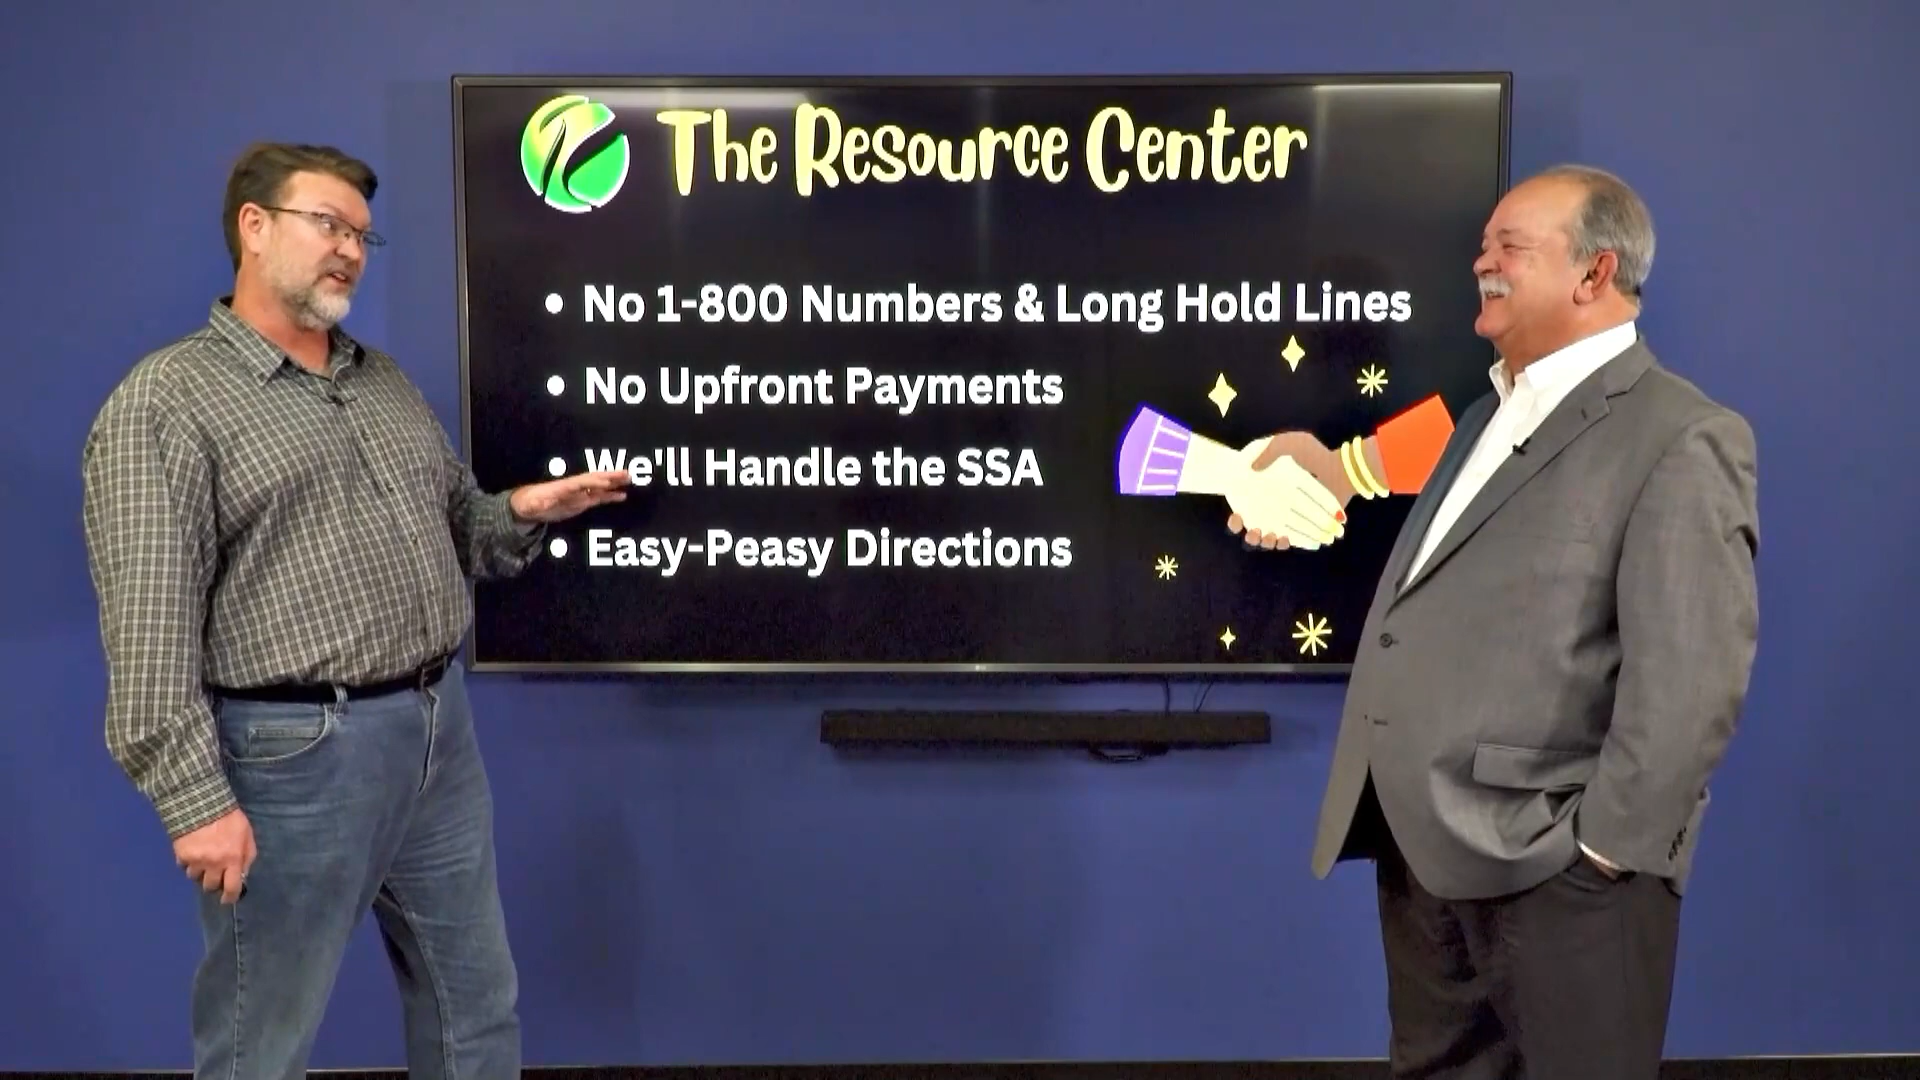 The Resource Center
• No 1-800 Numbers & Long Hold Lines
• No Upfront Payments
• We'll Handle the SSA
• Easy-Peasy Directions